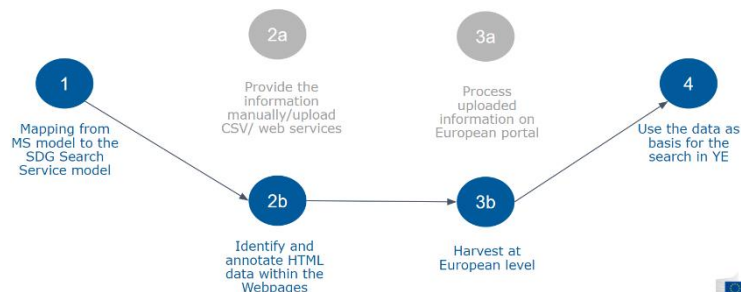 2a
3a
1
4
Provide the
information
manually/upload
CSV/ web services
Process
uploaded
information on
European portal
Mapping from
MS model to the
SDG Search
Service model
Use the data as
basis for the
search in YE
2b
3b
Identify and
annotate HTML
data within the
Webpages
Harvest at
European level